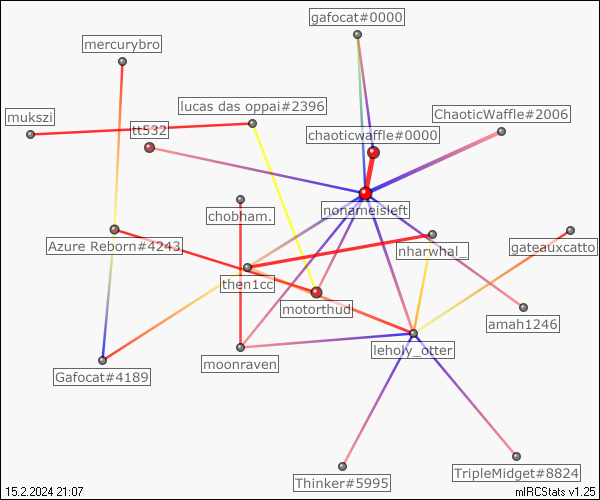 gafocat#0000
mercurybro
lucas das oppai#2396
ChaoticWaffle#2006
mukszi
tt532
chaoticwaffle#0000
nonameisleft
chobham.
Azure Reborn#4243
nharwhal_
gateauxcatto
then1cc
motorthud
amah1246
leholy_otter
moonraven
Gafocat#4189
Thinker#5995
TripleMidget#8824
15.2.2024 21:07
mIRCStats v1.25